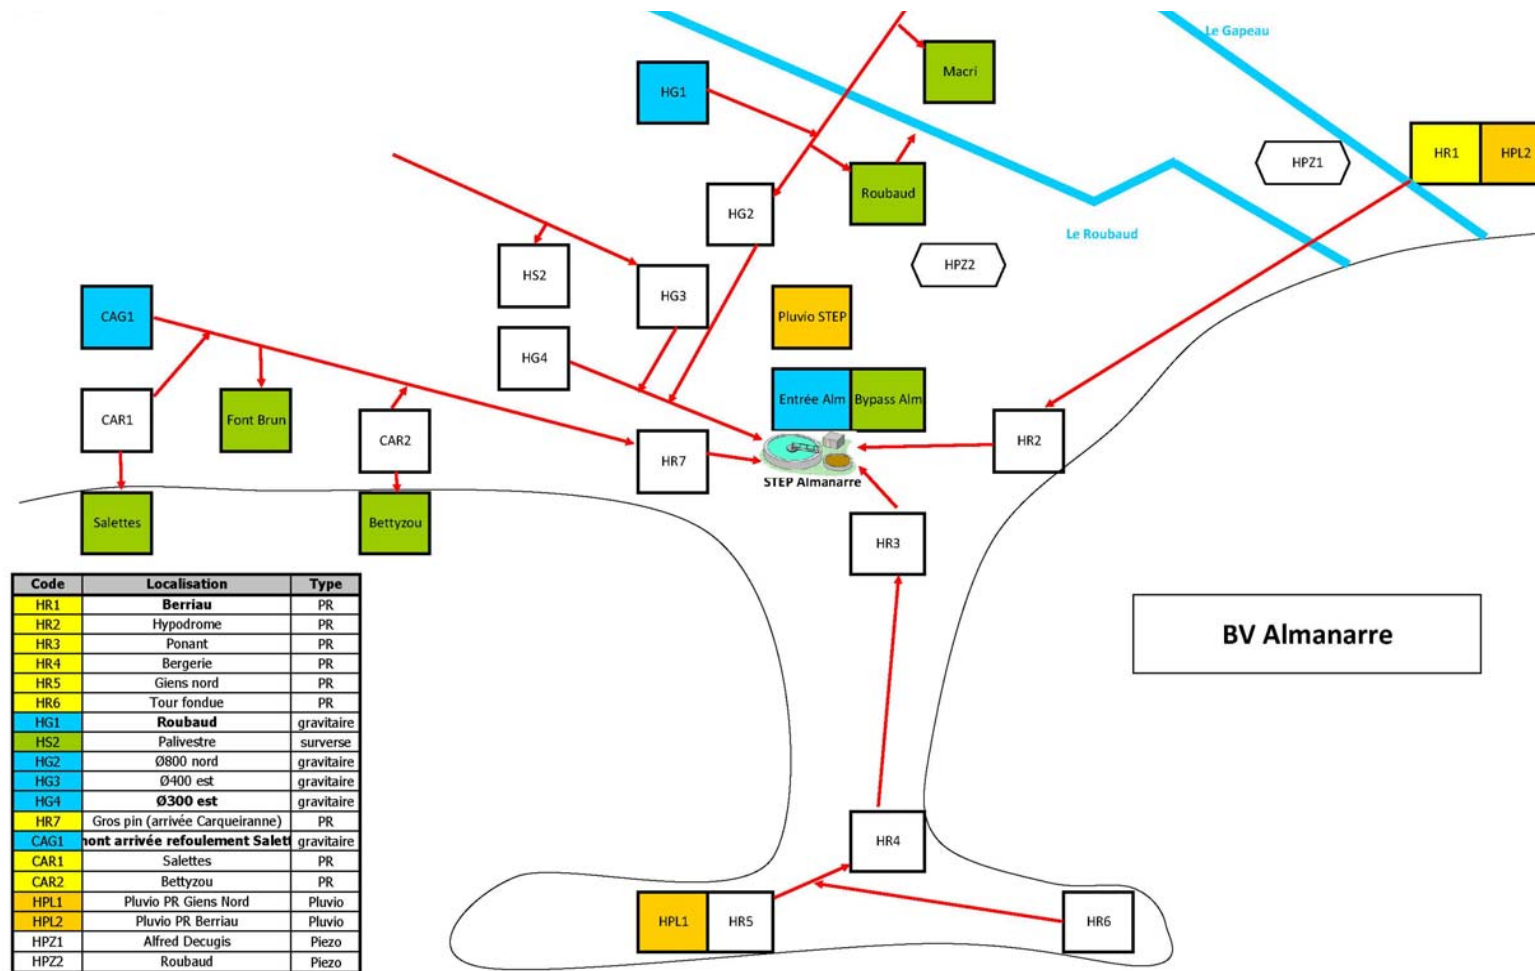 Le Gapeau
Macri
HG1
HPZ1
HR1
HPL2
Roubaud
HG2
Le Roubaud
HPZ2
HS2
HG3
CAG1
Pluvio STEP
HG4
Entrée Alm
Bypass Alm
CAR1
Font Brun
CAR2
HR7
HR2
STEP Almanarre
Salettes
Bettyzou
HR3
BV Almanarre
HR4
HPL1
HR5
HR6
Code Localisation Type
HR1 Berriau PR
HR2 Hypodrome PR
HR3 Ponant PR
HR4 Bergerie PR
HR5 Giens nord PR
HR6 Tour fondue PR
HG1 Roubaud gravitaire
HS2 Palivestre surverse
HG2 Ø800 nord gravitaire
HG3 Ø400 est gravitaire
HG4 Ø300 est gravitaire
HR7 Gros pin (arrivée Carqueiranne) PR
CAG1 mont arrivée refoulement Salett gravitaire
CAR1 Salettes PR
CAR2 Bettyzou PR
HPL1 Pluvio PR Giens Nord Pluvio
HPL2 Pluvio PR Berriau Pluvio
HPZ1 Alfred Decugis Piezo
HPZ2 Roubaud Piezo